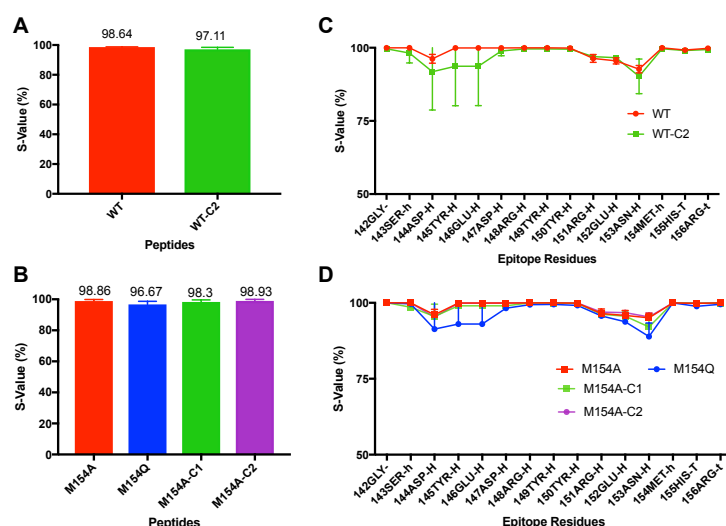 A
98.64
97.11
100
80
60
40
20
0
S-Value (%)
WT
WT-C2
Peptides
C
100
75
50
S-Value (%)
WT
WT-C2
142GLY-
143SER-h
144ASP-H
145TYR-H
146GLU-H
147ASP-H
148ARG-H
149TYR-H
150TYR-H
151ARG-H
152GLU-H
153ASN-H
154MET-h
155HIS-T
156ARG-t
Epitope Residues
B
98.86
96.67
98.3
98.93
100
80
60
40
20
0
S-Value (%)
M154A
M154Q
M154A-C1
M154A-C2
Peptides
D
100
75
50
S-Value (%)
M154A
M154Q
M154A-C1
M154A-C2
142GLY-
143SER-h
144ASP-H
145TYR-H
146GLU-H
147ASP-H
148ARG-H
149TYR-H
150TYR-H
151ARG-H
152GLU-H
153ASN-H
154MET-h
155HIS-T
156ARG-t
Epitope Residues